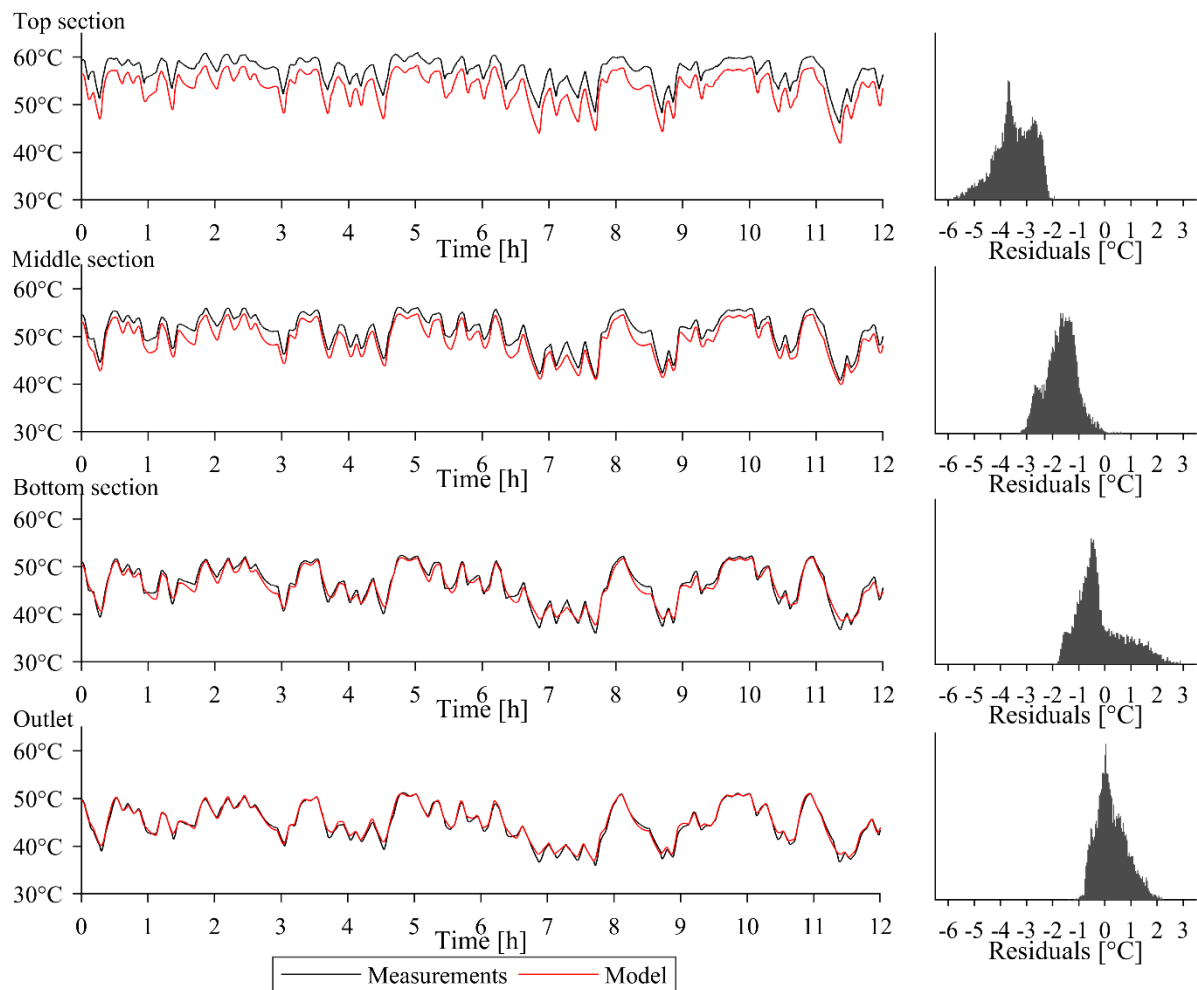 Top section
60°C
50°C
40°C
30°C
0 1 2 3 4 5 6 7 8 9 10 11 12
Time [h]
-6 -5 -4 -3 -2 -1 0 1 2 3
Residuals [°C]
Middle section
60°C
50°C
40°C
30°C
0 1 2 3 4 5 6 7 8 9 10 11 12
Time [h]
-6 -5 -4 -3 -2 -1 0 1 2 3
Residuals [°C]
Bottom section
60°C
50°C
40°C
30°C
0 1 2 3 4 5 6 7 8 9 10 11 12
Time [h]
-6 -5 -4 -3 -2 -1 0 1 2 3
Residuals [°C]
Outlet
60°C
50°C
40°C
30°C
0 1 2 3 4 5 6 7 8 9 10 11 12
Time [h]
-6 -5 -4 -3 -2 -1 0 1 2 3
Residuals [°C]
Measurements Model